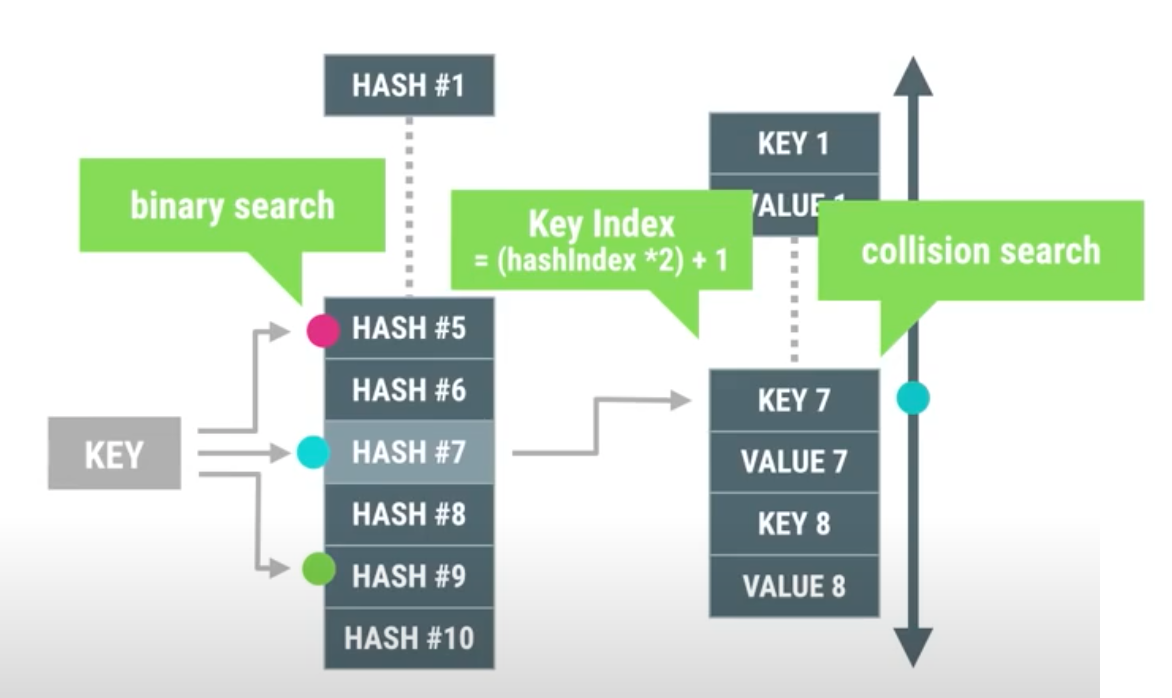 HASH #1
KEY 1
VALUE 1
binary search
Key Index
= (hashIndex *2) + 1
collision search
HASH #5
HASH #6
HASH #7
HASH #8
HASH #9
HASH #10
KEY
KEY 7
VALUE 7
KEY 8
VALUE 8